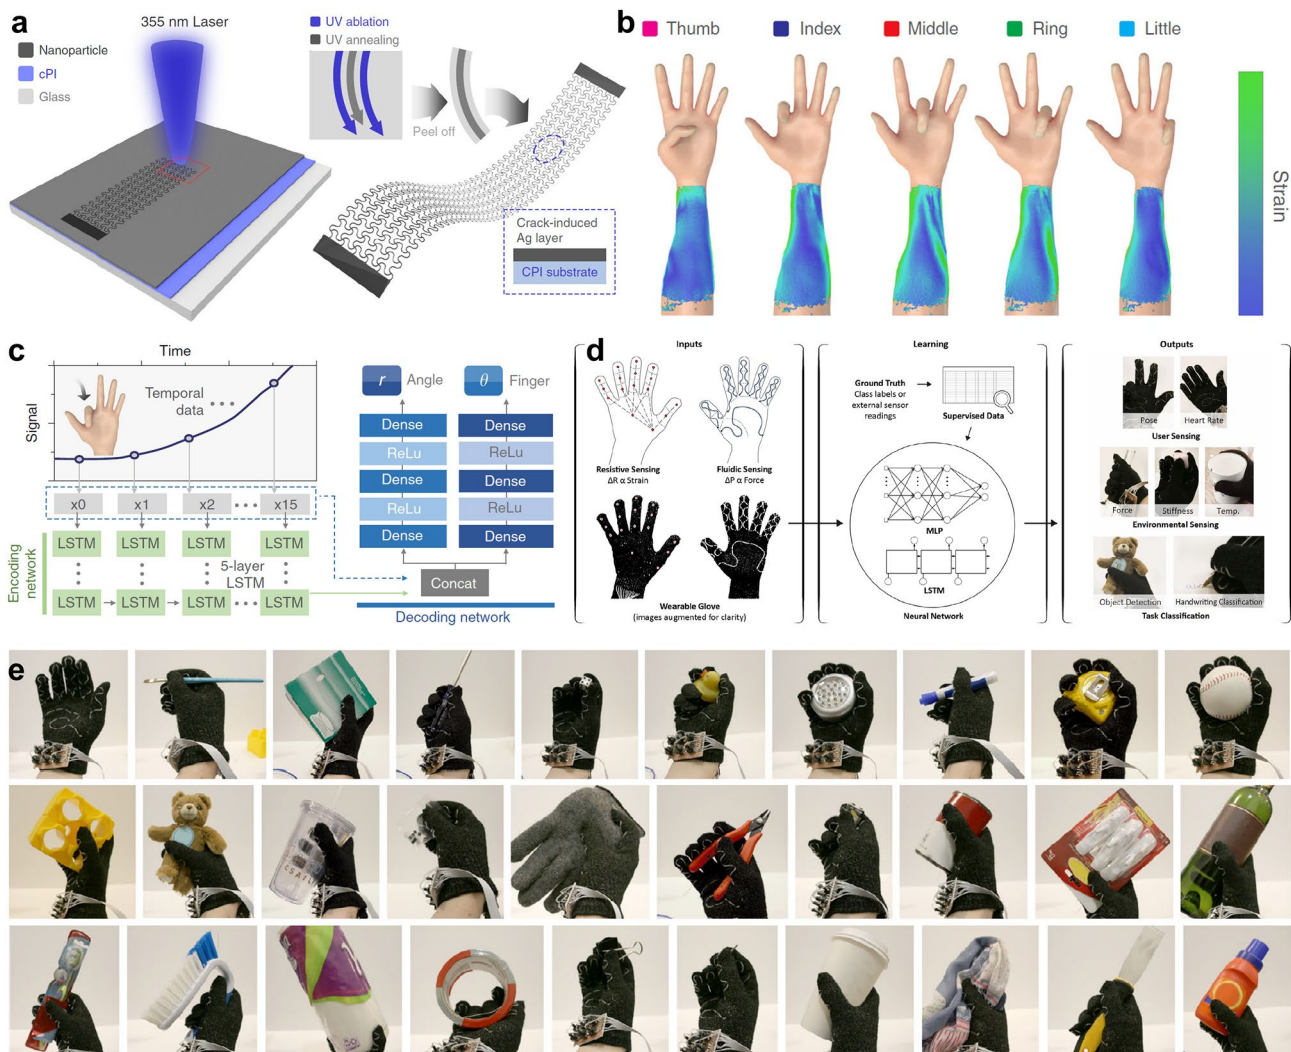 a
355 nm Laser
Nanoparticle
cPI
Glass
UV ablation
UV annealing
Peel off
Crack-induced
Ag layer
CPI substrate
b
Thumb
Index
Middle
Ring
Little
Strain
c
Time
Signal
Temporal
data
x0
x1
x2
x15
LSTM
LSTM
LSTM
LSTM
5-layer
LSTM
LSTM
LSTM
LSTM
LSTM
Encoding
network
r
Angle
θ
Finger
Dense
Dense
ReLu
ReLu
Dense
Dense
ReLu
ReLu
Dense
Dense
Concat
Decoding network
d
Inputs
Resistive Sensing
ΔR α Strain
Fluidic Sensing
ΔP α Force
Wearable Glove
(images augmented for clarity)
Learning
Ground Truth
Class labels or
external sensor
readings
Supervised Data
MLP
LSTM
Neural Network
Outputs
Pose
Heart Rate
User Sensing
Force
Stiffness
Temp.
Environmental Sensing
Object Detection
Handwriting Classification
Task Classification
e